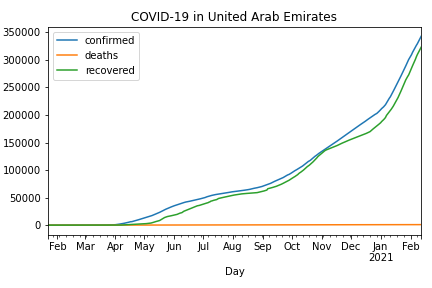 COVID-19 in United Arab Emirates
350000
300000
250000
200000
150000
100000
50000
0
confirmed
deaths
recovered
Feb Mar Apr May Jun Jul Aug Sep Oct Nov Dec Jan Feb
2021
Day